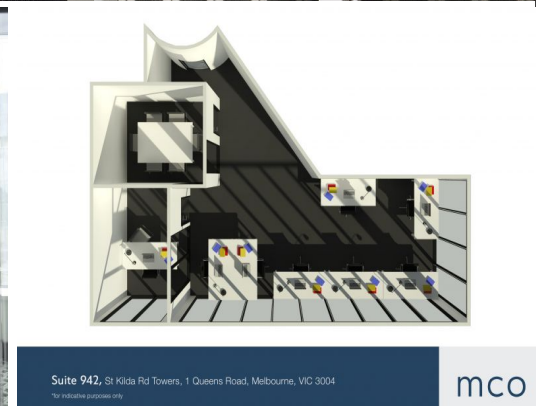 Suite 942, St Kilda Rd Towers, 1 Queens Road, Melbourne, VIC 3004
*for indicative purposes only
mco